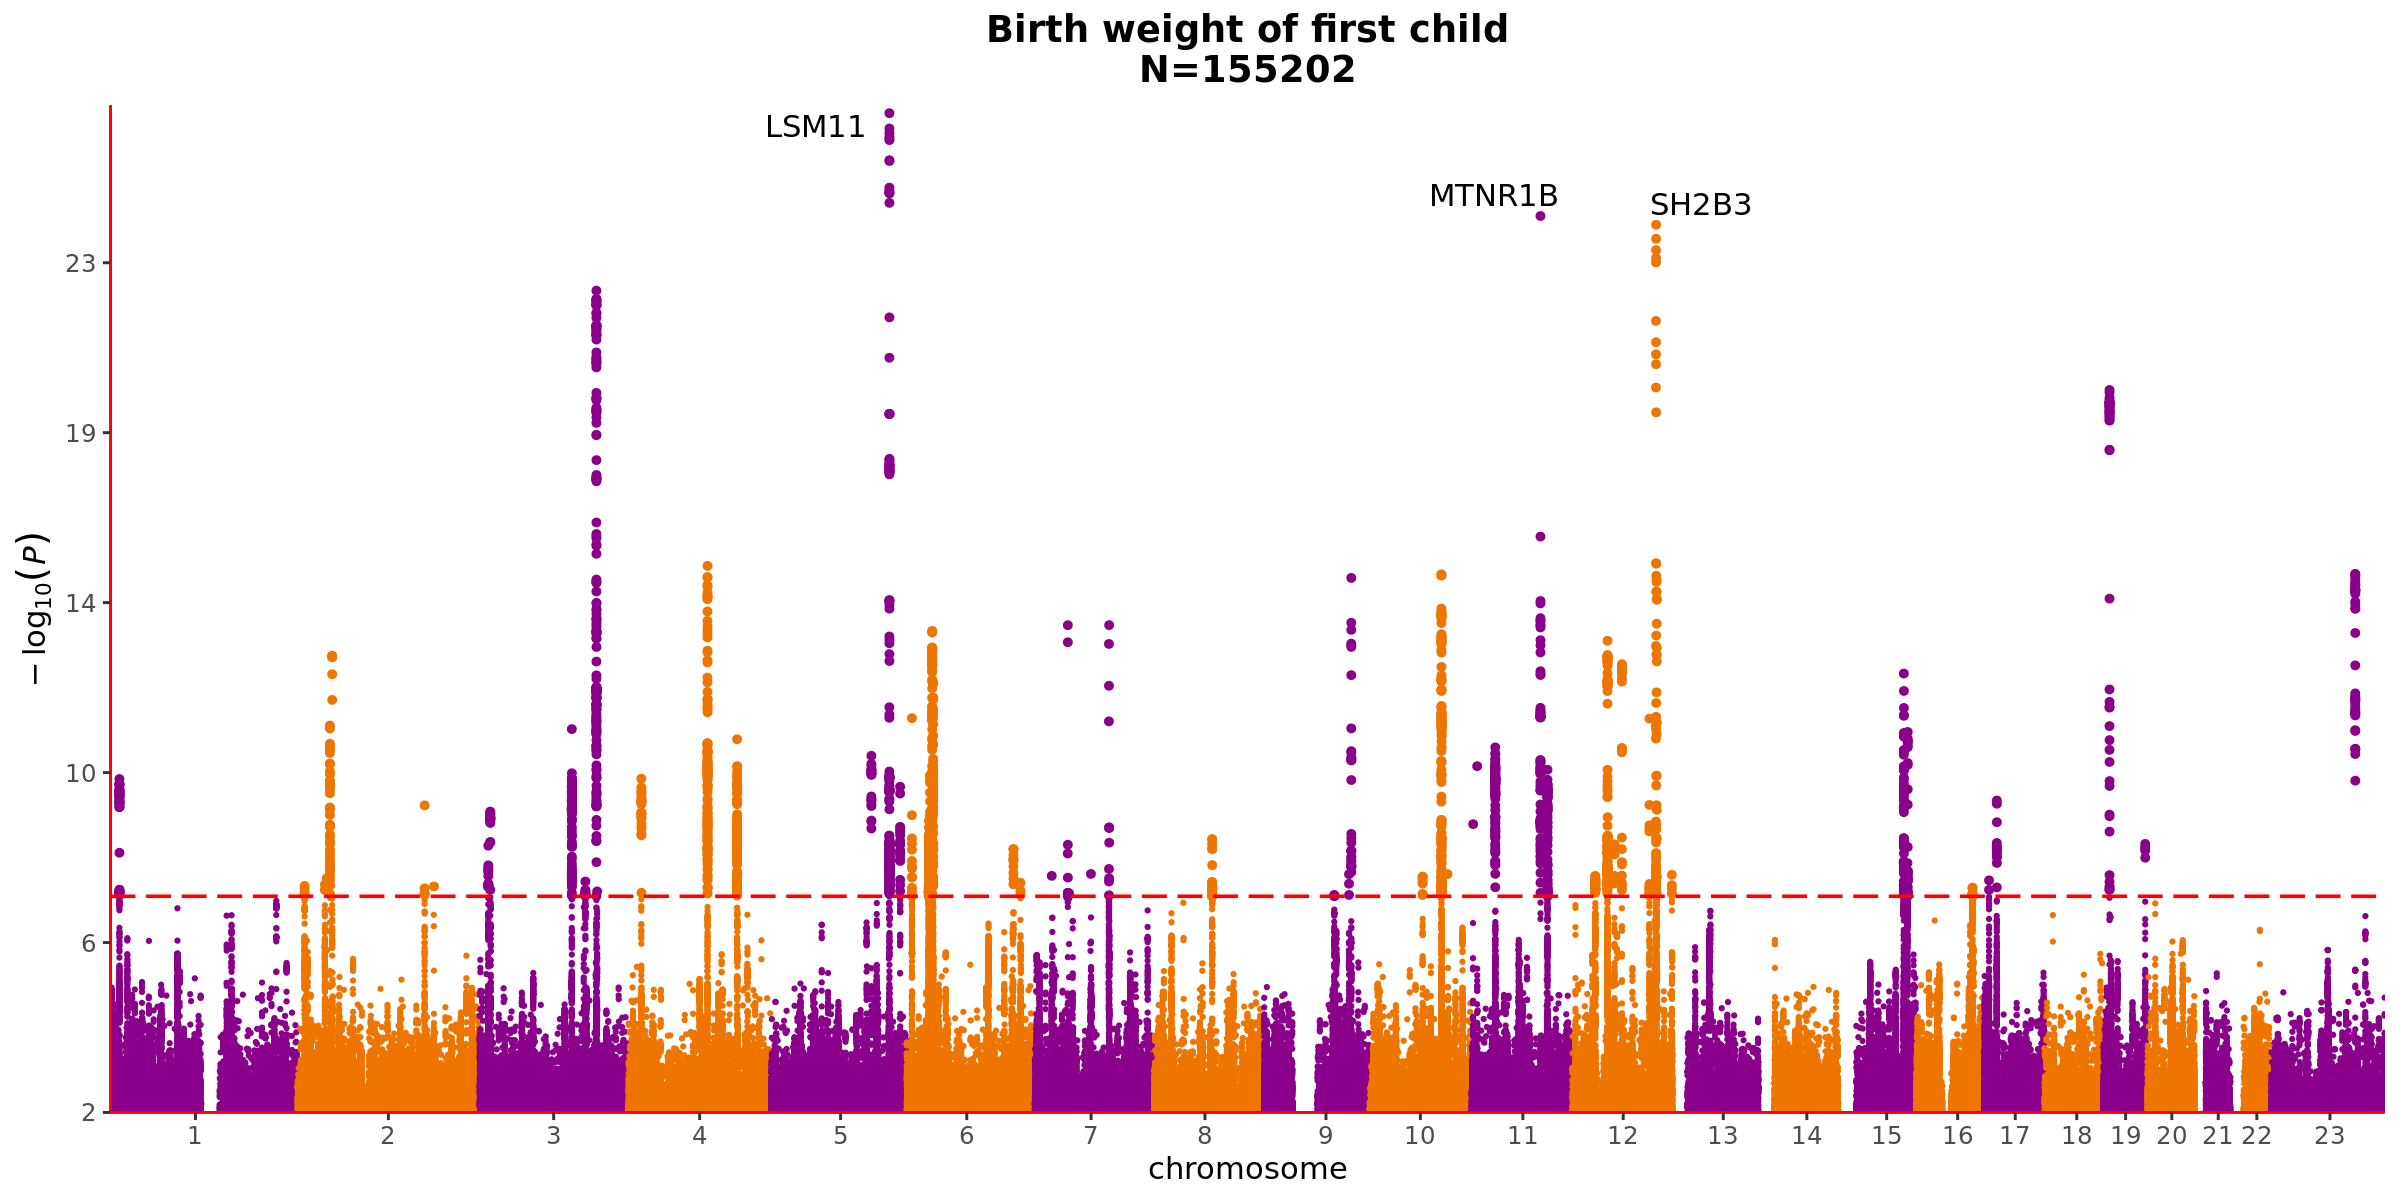 Birth weight of first child
N=155202
LSM11
MTNR1B
SH2B3
23
19
14
10
6
2
−log₁₀(P)
1 2 3 4 5 6 7 8 9 10 11 12 13 14 15 16 17 18 19 20 21 22 23
chromosome